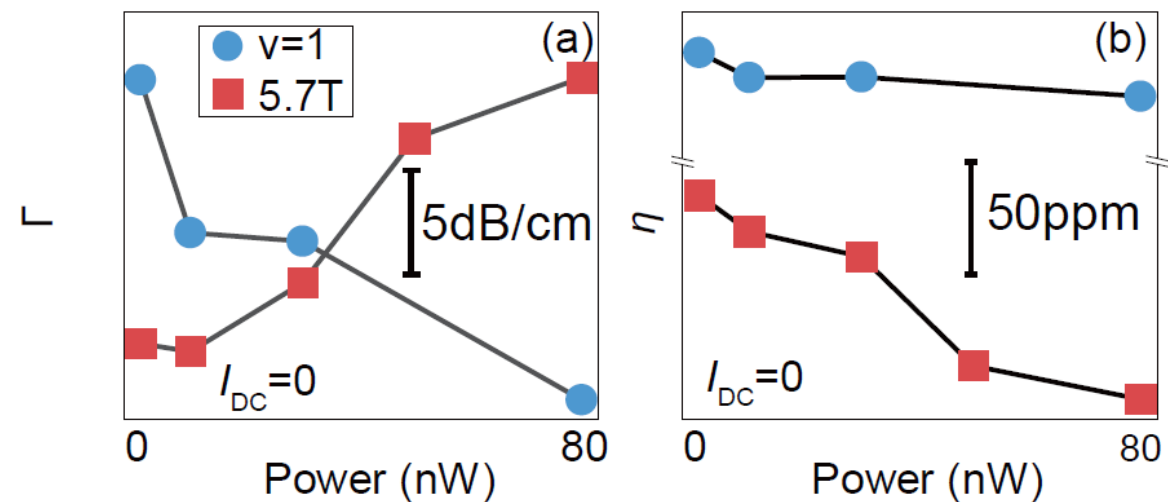 (a)
v=1
5.7T
Γ
5dB/cm
I_DC=0
0
80
Power (nW)
(b)
η
50ppm
I_DC=0
0
80
Power (nW)